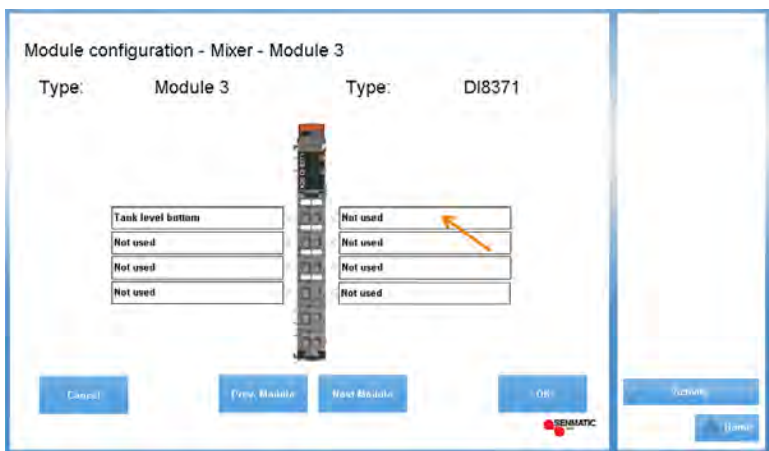 Module configuration - Mixer - Module 3
Type: Module 3 Type: DI8371
Tank level bottom Not used
Not used Not used
Not used Not used
Not used Not used
Cancel Prev. Module Next Module OK
SENMATIC
Home